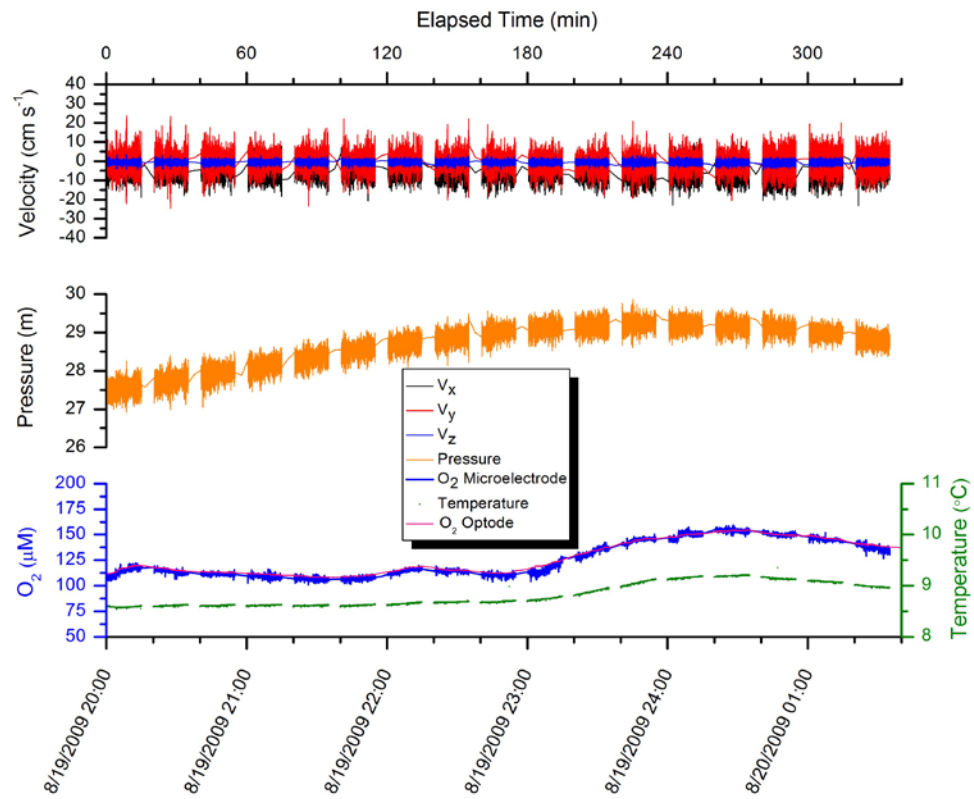 Elapsed Time (min)
0 60 120 180 240 300
Velocity (cm s⁻¹)
40
30
20
10
0
-10
-20
-30
-40
Pressure (m)
30
29
28
27
26
Vx
Vy
Vz
Pressure
O2 Microelectrode
Temperature
O2 Optode
O2 (µM)
200
175
150
125
100
75
50
11
10
9
8
Temperature (°C)
8/19/2009 20:00
8/19/2009 21:00
8/19/2009 22:00
8/19/2009 23:00
8/19/2009 24:00
8/20/2009 01:00